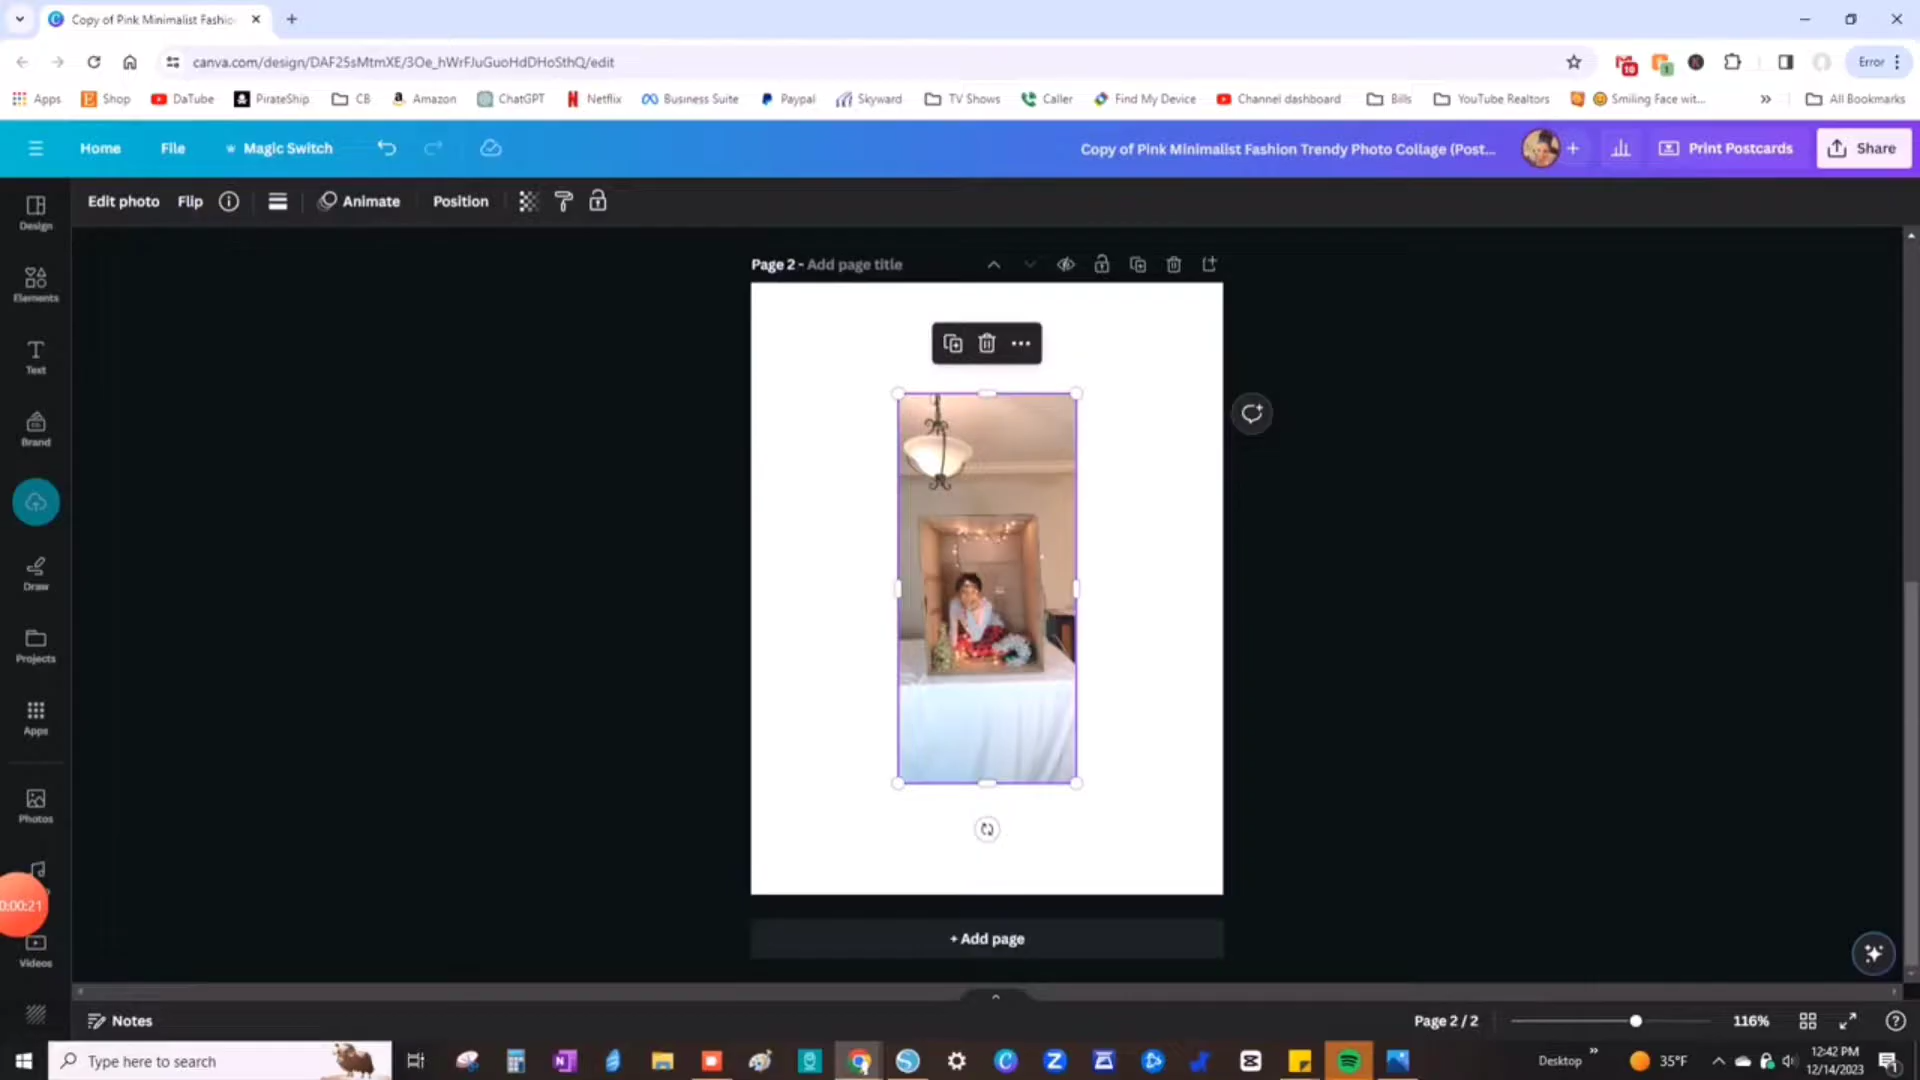 Copy of Pink Minimalist Fashio
canva.com/design/DAF25sMtmXE/3Oe_hWrFJuGuoHdDHoSthQ/edit
10
1
Error
Apps
Shop
DaTube
PirateShip
CB
Amazon
ChatGPT
Netflix
Business Suite
Paypal
Skyward
TV Shows
Caller
Find My Device
Channel dashboard
Bills
YouTube Realtors
Smiling Face wit...
All Bookmarks
Home
File
Magic Switch
Copy of Pink Minimalist Fashion Trendy Photo Collage (Post...
Print Postcards
Share
Edit photo
Flip
Animate
Position
Design
Elements
Text
Brand
Draw
Projects
Apps
Photos
0:00:21
Videos
Page 2 - Add page title
+ Add page
Notes
Page 2 / 2
116%
Type here to search
Desktop
35°F
12:42 PM
12/14/2023